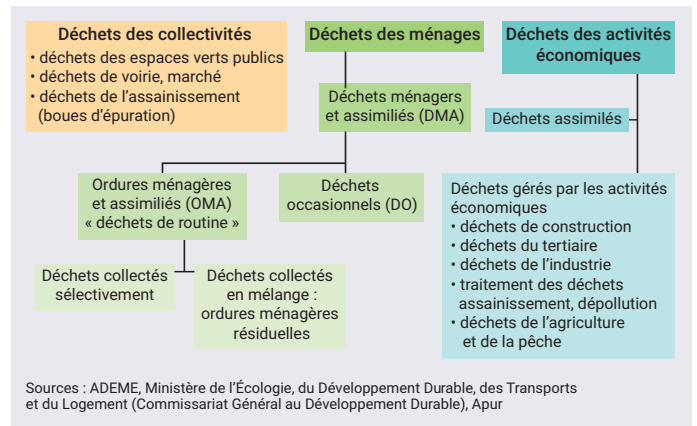 Déchets des collectivités
• déchets des espaces verts publics
• déchets de voirie, marché
• déchets de l'assainissement
(boues d'épuration)
Déchets des ménages
Déchets ménagers
et assimiliés (DMA)
Ordures ménagères
et assimiliés (OMA)
« déchets de routine »
Déchets
occasionnels (DO)
Déchets collectés
sélectivement
Déchets collectés
en mélange :
ordures ménagères
résiduelles
Déchets des activités
économiques
Déchets assimilés
Déchets gérés par les activités
économiques
• déchets de construction
• déchets du tertiaire
• déchets de l'industrie
• traitement des déchets
assainissement, dépollution
• déchets de l'agriculture
et de la pêche
Sources : ADEME, Ministère de l'Écologie, du Développement Durable, des Transports
et du Logement (Commissariat Général au Développement Durable), Apur